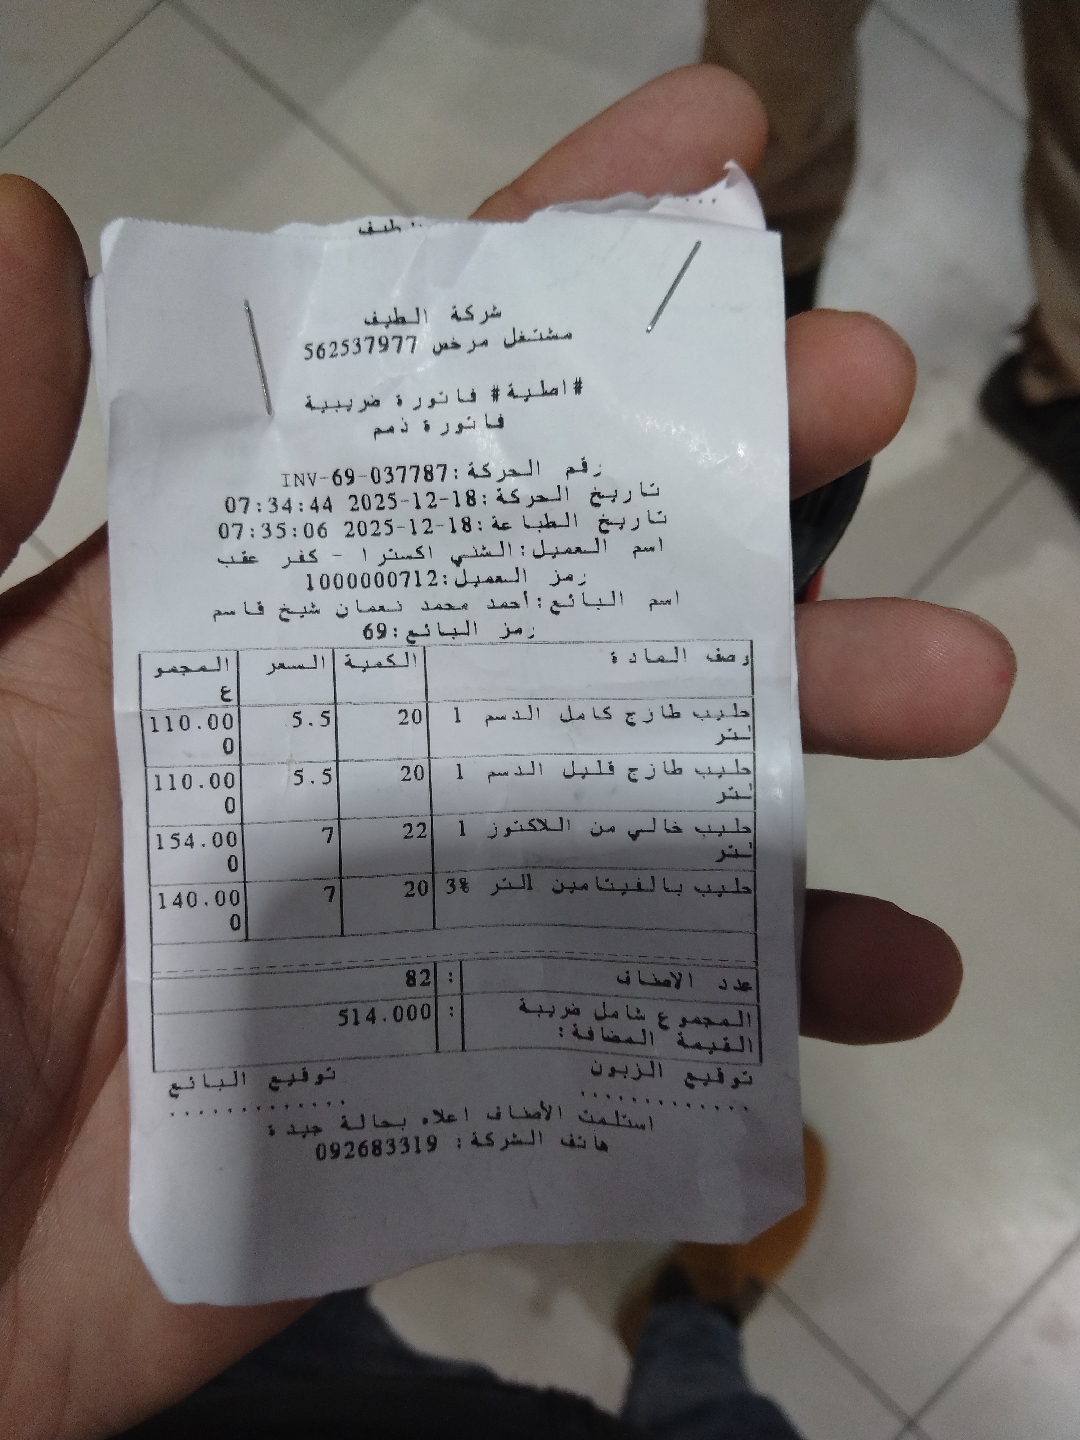 شركة الطيف
مشتغل مرخص 562537977
#اصلية# فاتورة ضريبية
فاتورة ذمم
رقم الحركة:INV-69-037787
تاريخ الحركة:18-12-2025 07:34:44
تاريخ الطباعة:18-12-2025 07:35:06
اسم العميل:الشني اكسترا - كفر عقب
رمز العميل:1000000712
اسم البائع:أحمد محمد نعمان شيخ قاسم
رمز البائع:69
وصف المادة الكمية السعر المجموع
حليب طازج كامل الدسم 1 20 5.5 110.000
لتر
حليب طازج قليل الدسم 1 20 5.5 110.000
لتر
حليب خالي من اللاكتوز 1 22 7 154.000
لتر
حليب بالفيتامين 1لتر 3% 20 7 140.000
عدد الاصناف : 82
المجموع شامل ضريبة : 514.000
القيمة المضافة:
توقيع الزبون توقيع البائع
............. .............
استلمت الأصناف اعلاه بحالة جيدة
هاتف الشركة: 092683319